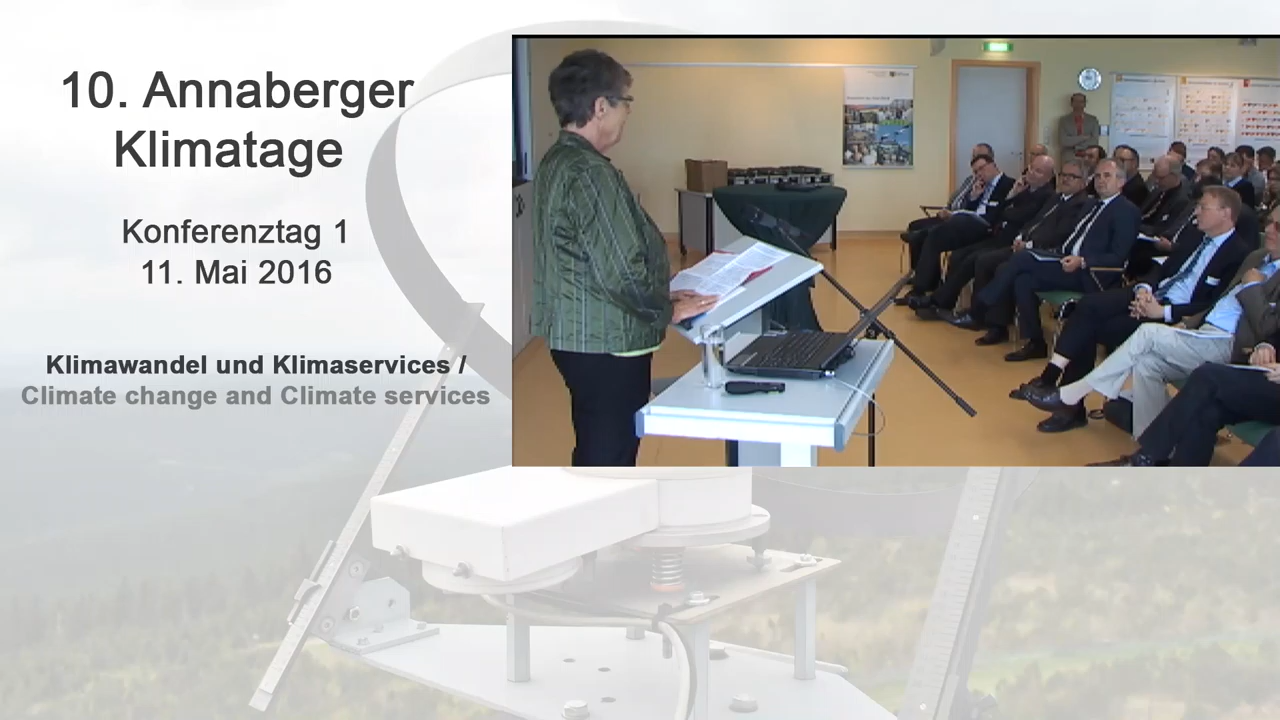 10. Annaberger
Klimatage
Konferenztag 1
11. Mai 2016
Klimawandel und Klimaservices /
Climate change and Climate services